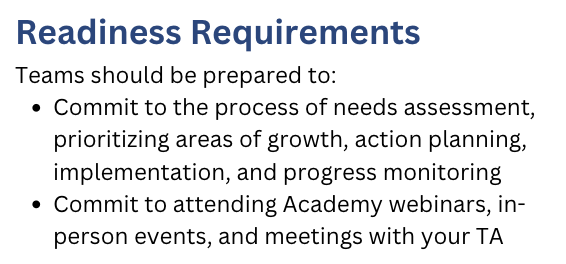 Readiness Requirements
Teams should be prepared to:
• Commit to the process of needs assessment,
prioritizing areas of growth, action planning,
implementation, and progress monitoring
• Commit to attending Academy webinars, in-
person events, and meetings with your TA